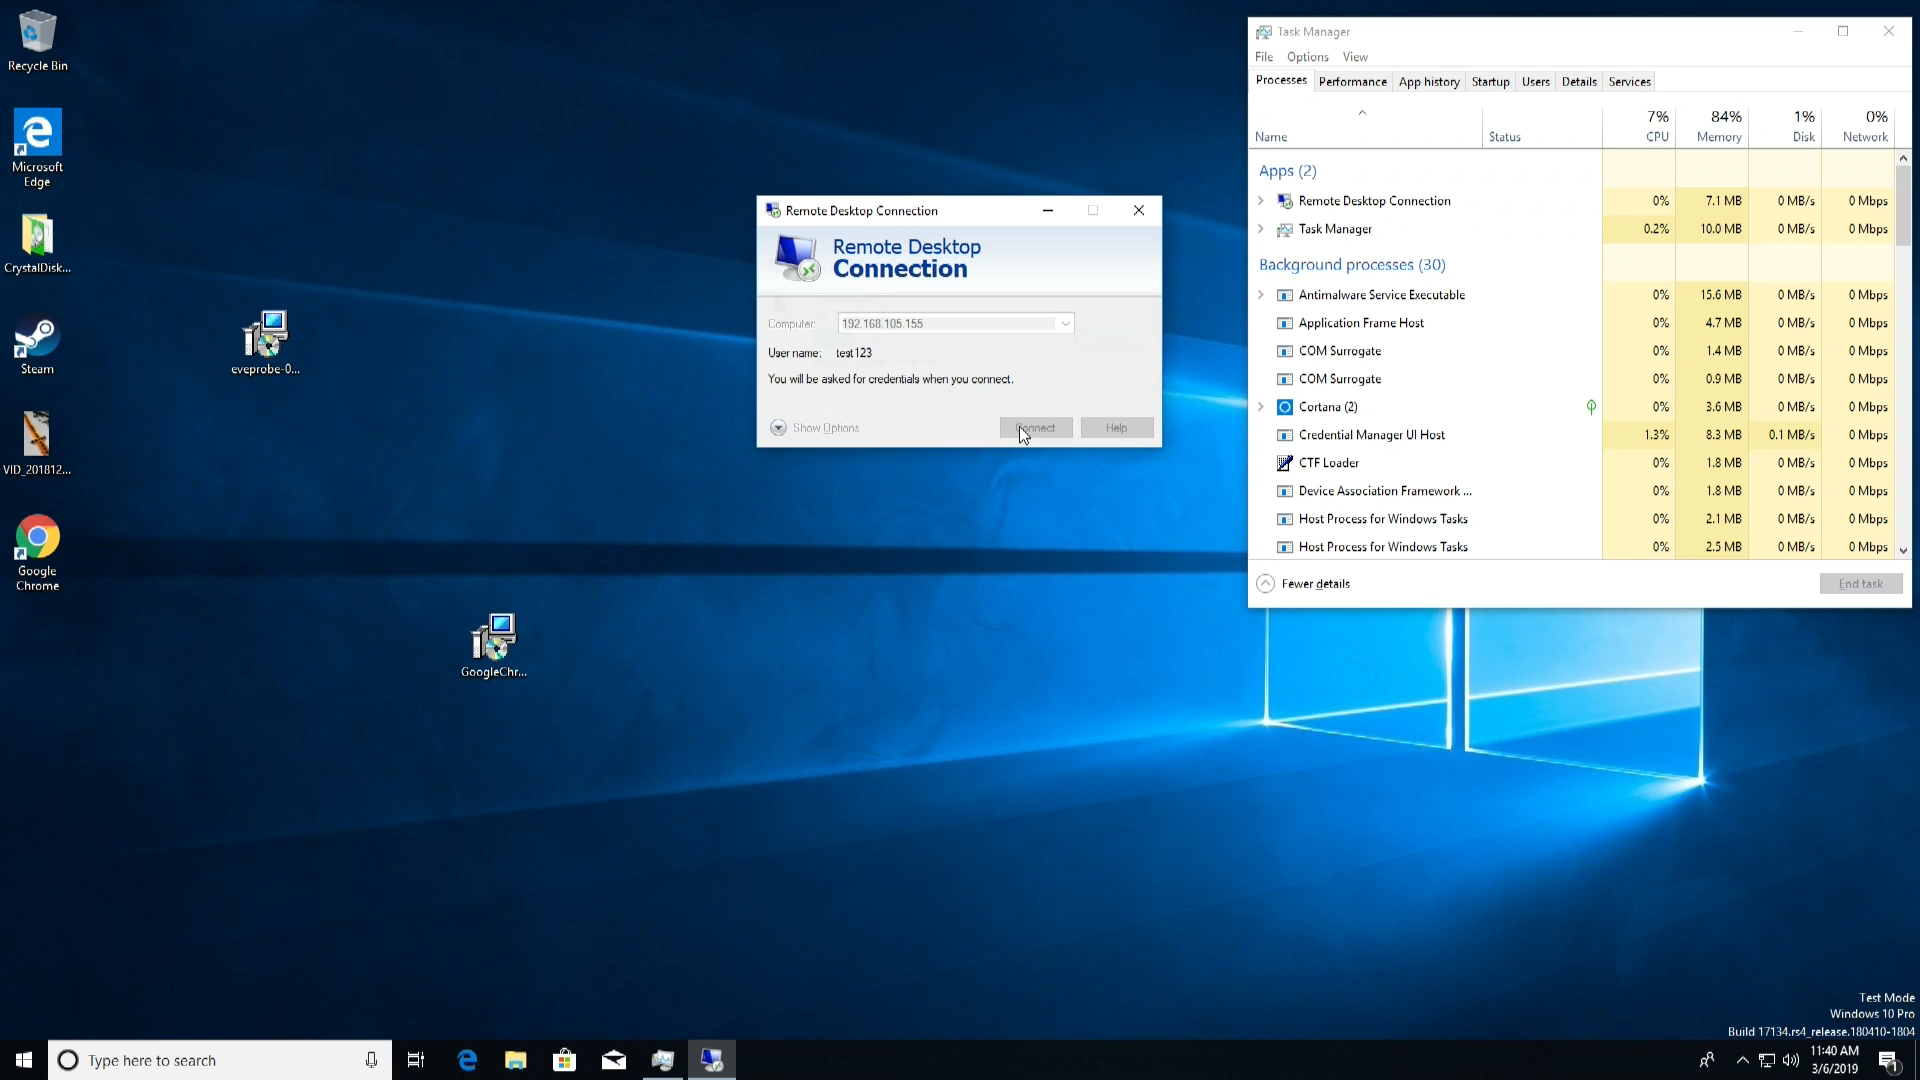 Recycle Bin
Microsoft
Edge
CrystalDisk...
Steam
VID_201812...
Google
Chrome
eveprobe-0...
GoogleChr...
Remote Desktop Connection
Remote Desktop
Connection
Computer: 192.168.105.155
User name: test123
You will be asked for credentials when you connect.
Show Options Connect Help
Task Manager
File Options View
Processes Performance App history Startup Users Details Services
7% 84% 1% 0%
Name Status CPU Memory Disk Network
Apps (2)
Remote Desktop Connection 0% 7.1 MB 0 MB/s 0 Mbps
Task Manager 0.2% 10.0 MB 0 MB/s 0 Mbps
Background processes (30)
Antimalware Service Executable 0% 15.6 MB 0 MB/s 0 Mbps
Application Frame Host 0% 4.7 MB 0 MB/s 0 Mbps
COM Surrogate 0% 1.4 MB 0 MB/s 0 Mbps
COM Surrogate 0% 0.9 MB 0 MB/s 0 Mbps
Cortana (2) 0% 3.6 MB 0 MB/s 0 Mbps
Credential Manager UI Host 1.3% 8.3 MB 0.1 MB/s 0 Mbps
CTF Loader 0% 1.8 MB 0 MB/s 0 Mbps
Device Association Framework ... 0% 1.8 MB 0 MB/s 0 Mbps
Host Process for Windows Tasks 0% 2.1 MB 0 MB/s 0 Mbps
Host Process for Windows Tasks 0% 2.5 MB 0 MB/s 0 Mbps
Fewer details End task
Test Mode
Windows 10 Pro
Build 17134.rs4_release.180410-1804
Type here to search
11:40 AM
3/6/2019
1